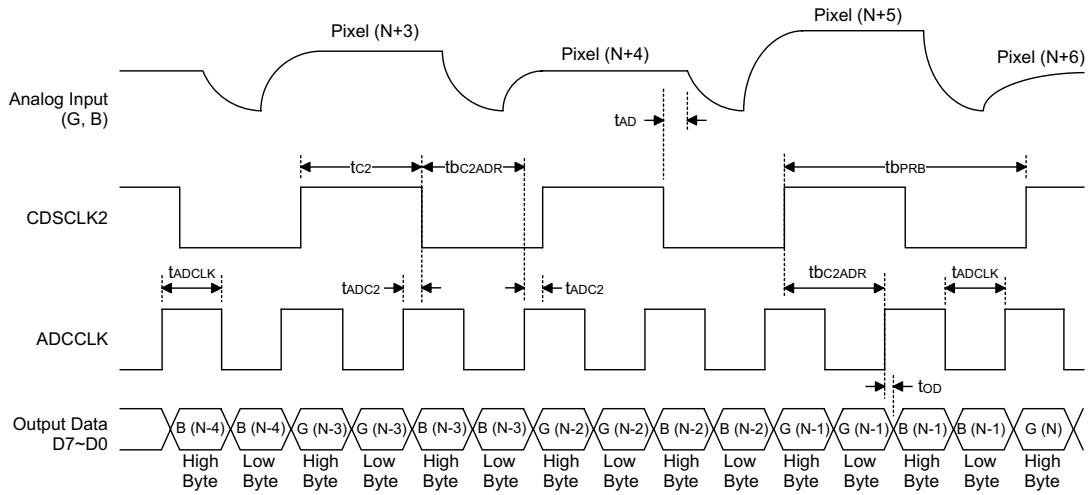 Pixel (N+3)
Pixel (N+4)
Pixel (N+5)
Pixel (N+6)
Analog Input
(G, B)
tAD
tC2
tbC2ADR
tbPRB
CDSCLK2
tADCLK
tADC2
tADC2
tbC2ADR
tADCLK
ADCCLK
tOD
Output Data
D7~D0
B (N-4) B (N-4) G (N-3) G (N-3) B (N-3) B (N-3) G (N-2) G (N-2) B (N-2) B (N-2) G (N-1) G (N-1) B (N-1) B (N-1) G (N)
High Low High Low High Low High Low High Low High Low High Low High
Byte Byte Byte Byte Byte Byte Byte Byte Byte Byte Byte Byte Byte Byte Byte